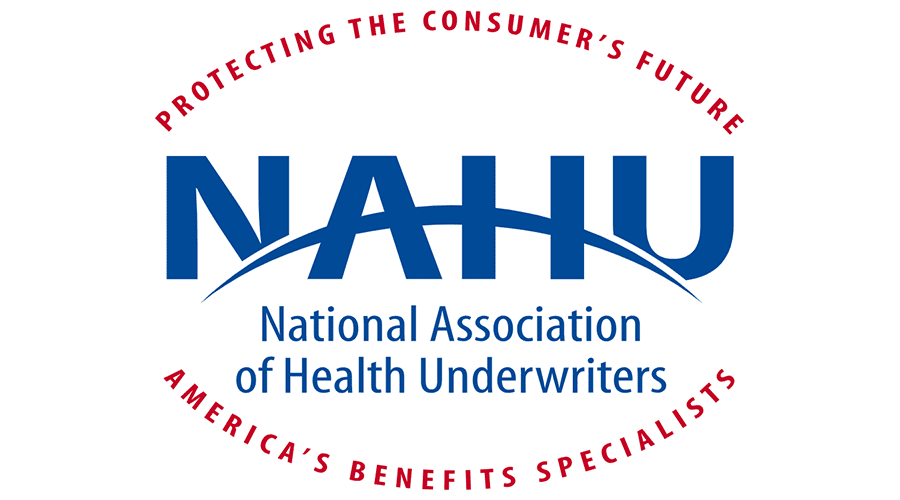 PROTECTING THE CONSUMER'S FUTURE
NAHU
National Association
of Health Underwriters
AMERICA'S BENEFITS SPECIALISTS